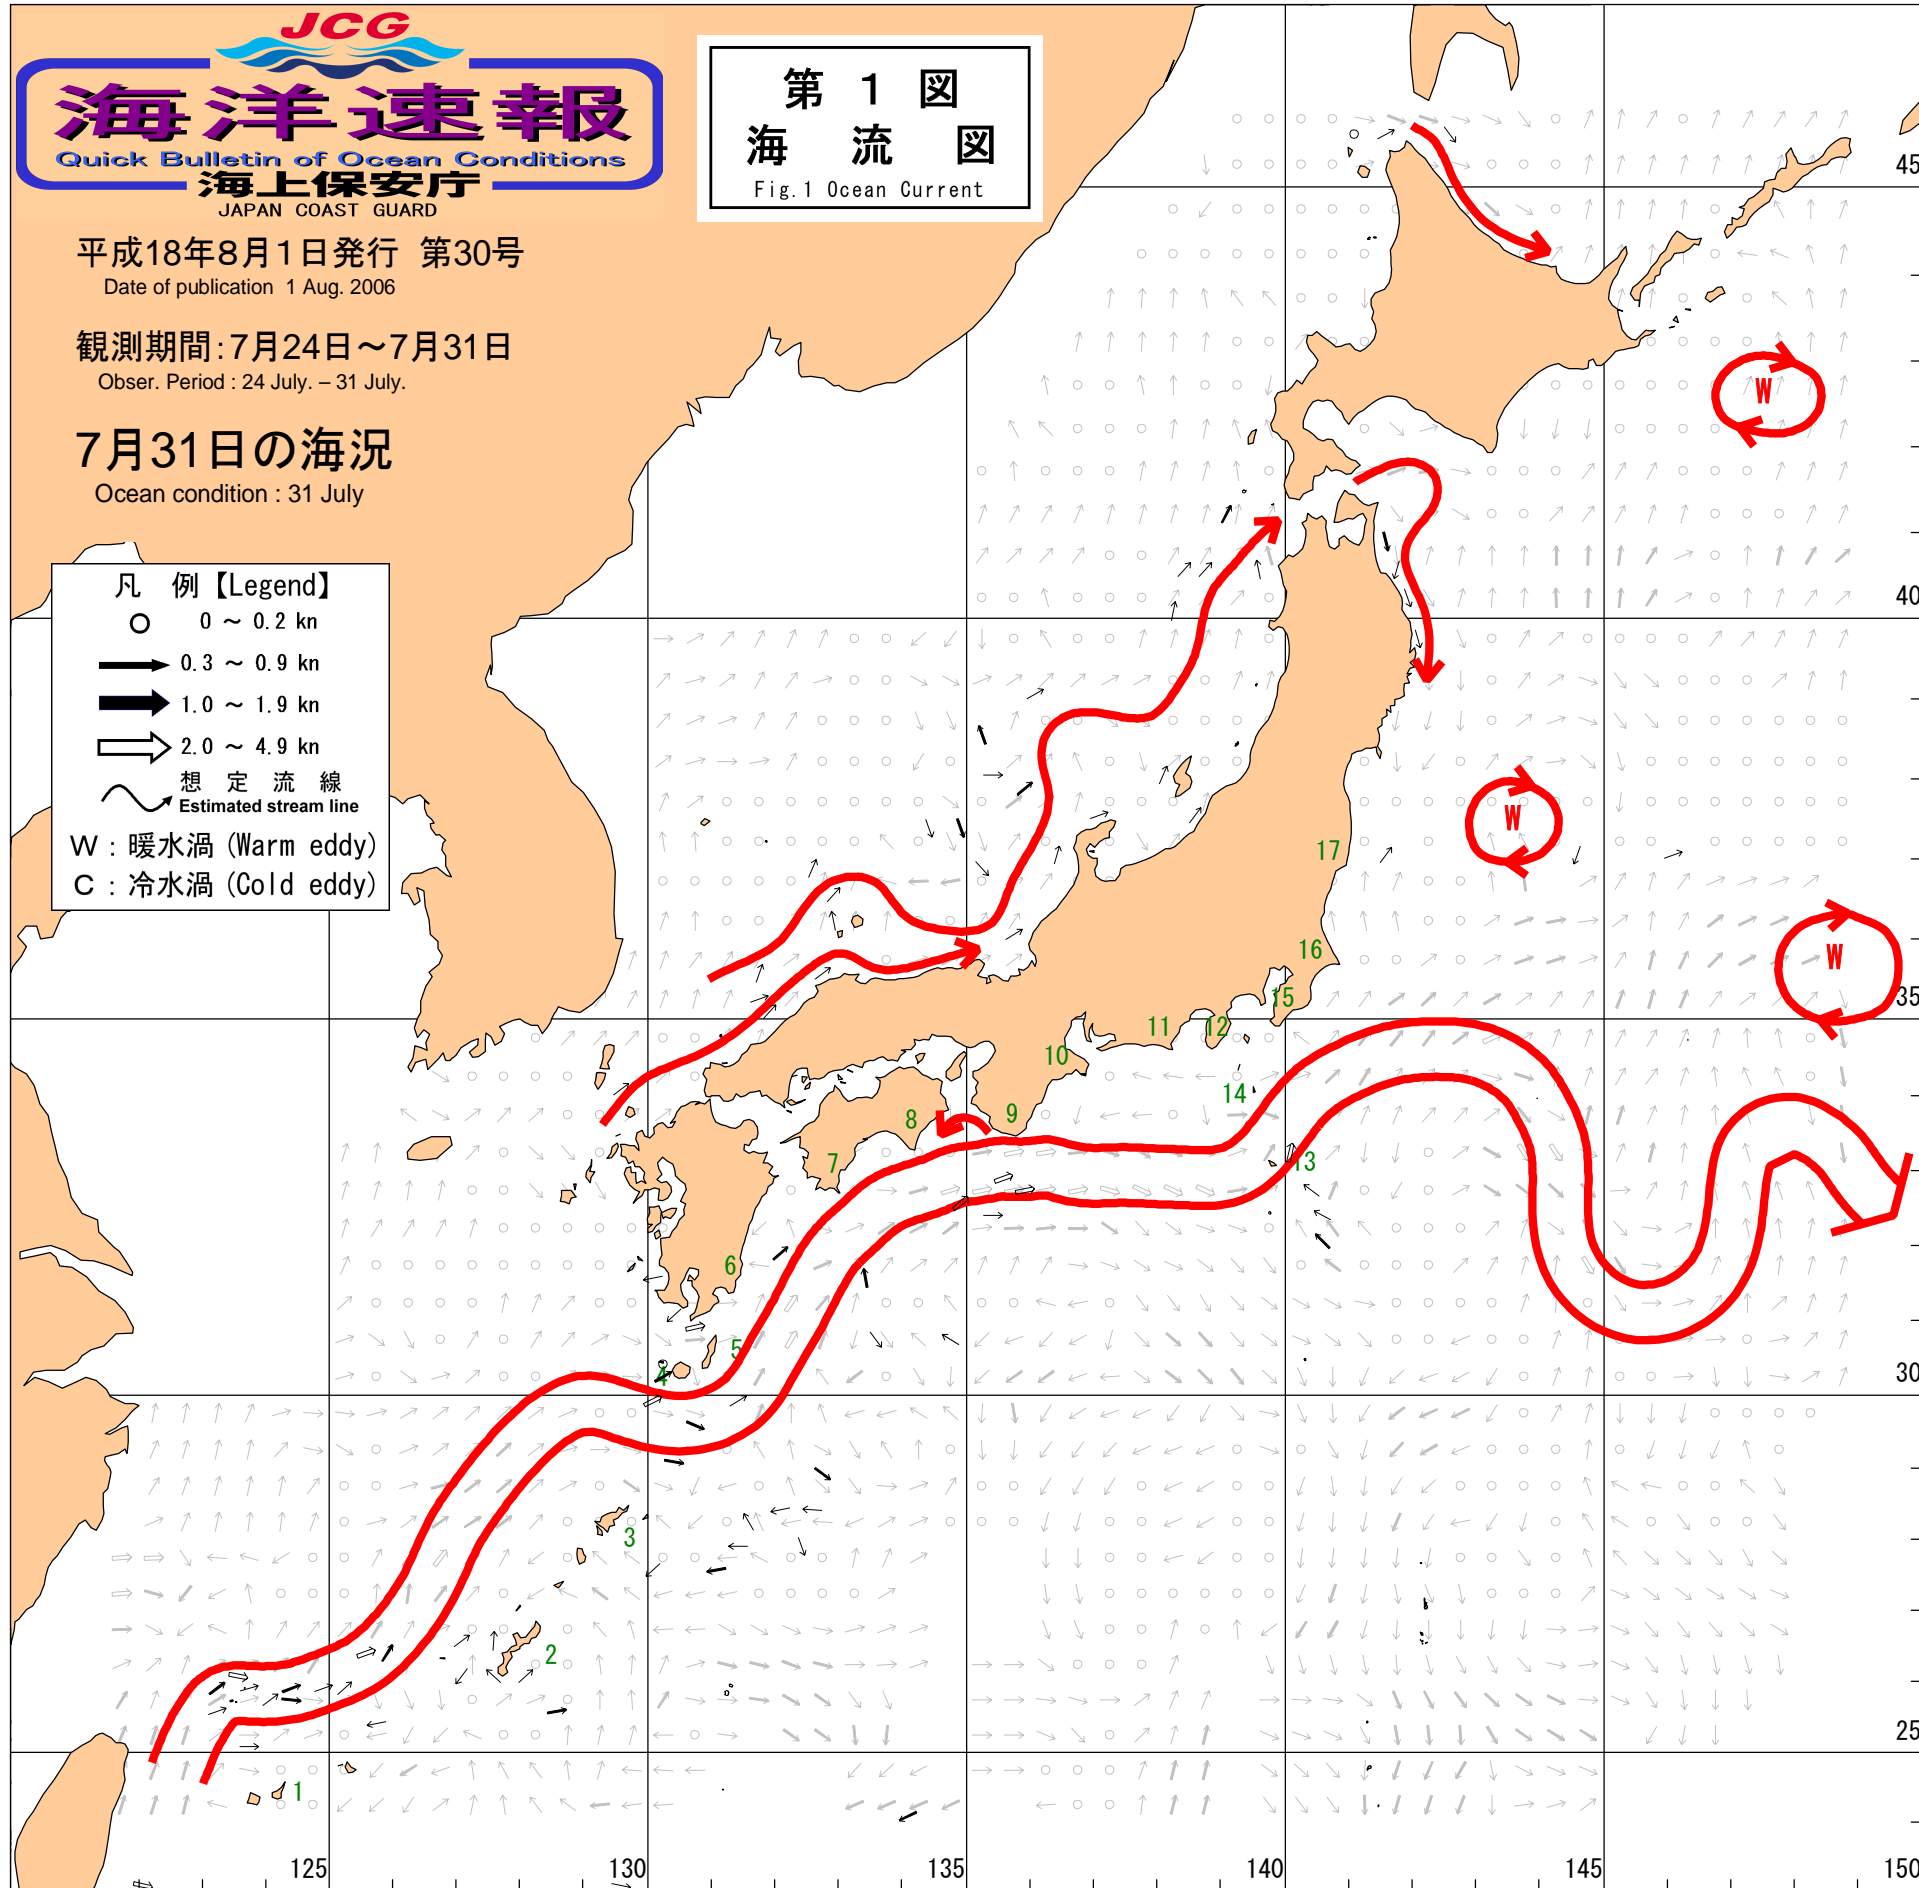 JCG
海洋速報
Quick Bulletin of Ocean Conditions
海上保安庁
JAPAN COAST GUARD
第 1 図
海 流 図
Fig.1 Ocean Current
平成18年8月1日発行 第30号
Date of publication 1 Aug. 2006
観測期間:7月24日～7月31日
Obser. Period : 24 July. – 31 July.
7月31日の海況
Ocean condition : 31 July
凡 例【Legend】
0 ～ 0.2 kn
0.3 ～ 0.9 kn
1.0 ～ 1.9 kn
2.0 ～ 4.9 kn
想 定 流 線
Estimated stream line
W : 暖水渦 (Warm eddy)
C : 冷水渦 (Cold eddy)
45
W
40
W
17
16
W
15
35
11
12
10
14
8
9
7
13
6
5
4
30
3
2
25
1
125
130
135
140
145
150